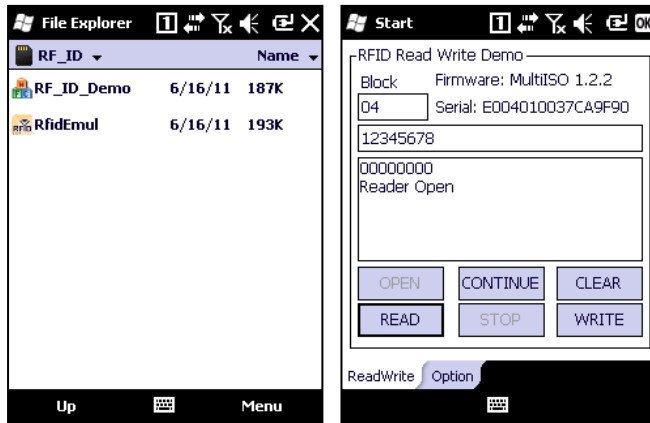 File Explorer
RF_ID Name
RF_ID_Demo 6/16/11 187K
RfidEmul 6/16/11 193K
Up Menu
Start OK
RFID Read Write Demo
Block Firmware: MultiISO 1.2.2
04 Serial: E004010037CA9F90
12345678
00000000
Reader Open
OPEN CONTINUE CLEAR
READ STOP WRITE
ReadWrite Option